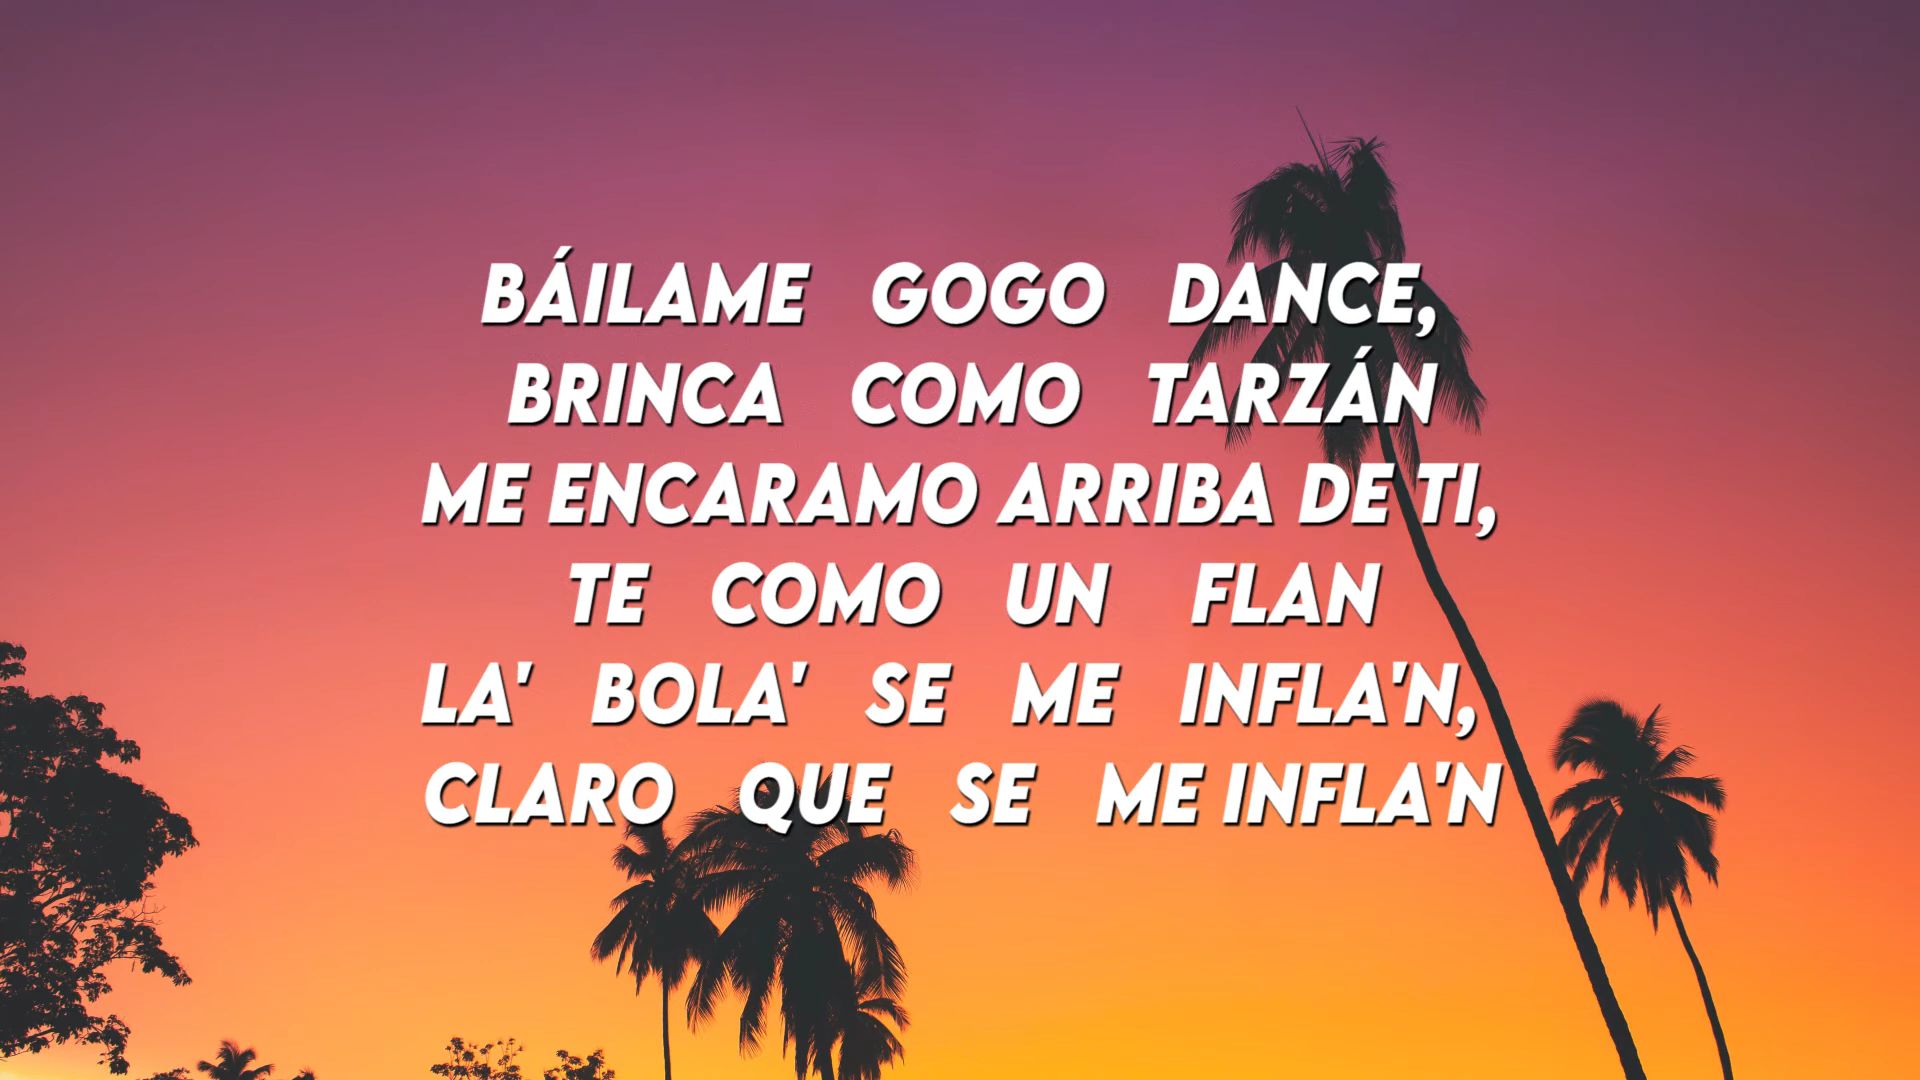 BÁILAME GOGO DANCE,
BRINCA COMO TARZÁN
ME ENCARAMO ARRIBA DE TI,
TE COMO UN FLAN
LA' BOLA' SE ME INFLA'N,
CLARO QUE SE ME INFLA'N